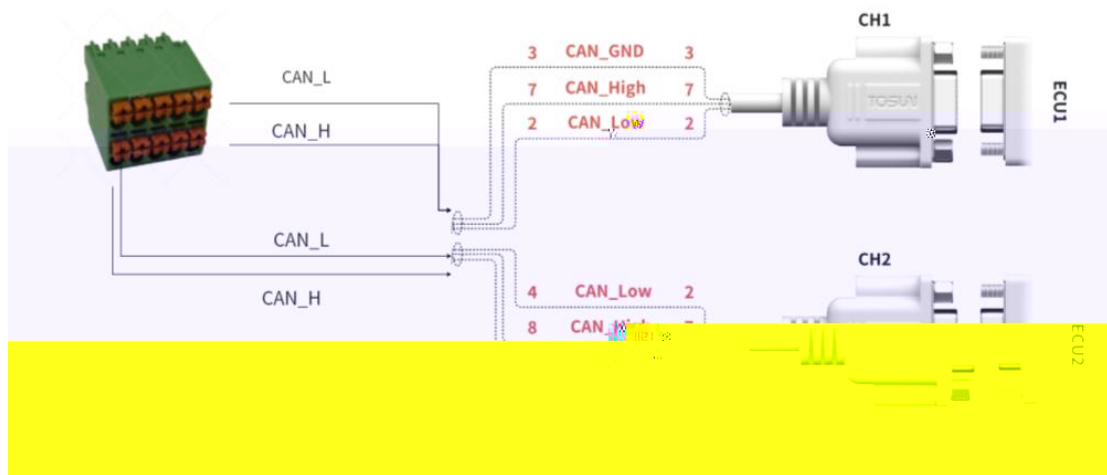 CH1
3 CAN_GND 3
CAN_L
7 CAN_High 7
TOSUN
ECU1
CAN_H
2 CAN_Low 2
CAN_L
CH2
4 CAN_Low 2
CAN_H
8
ECU2